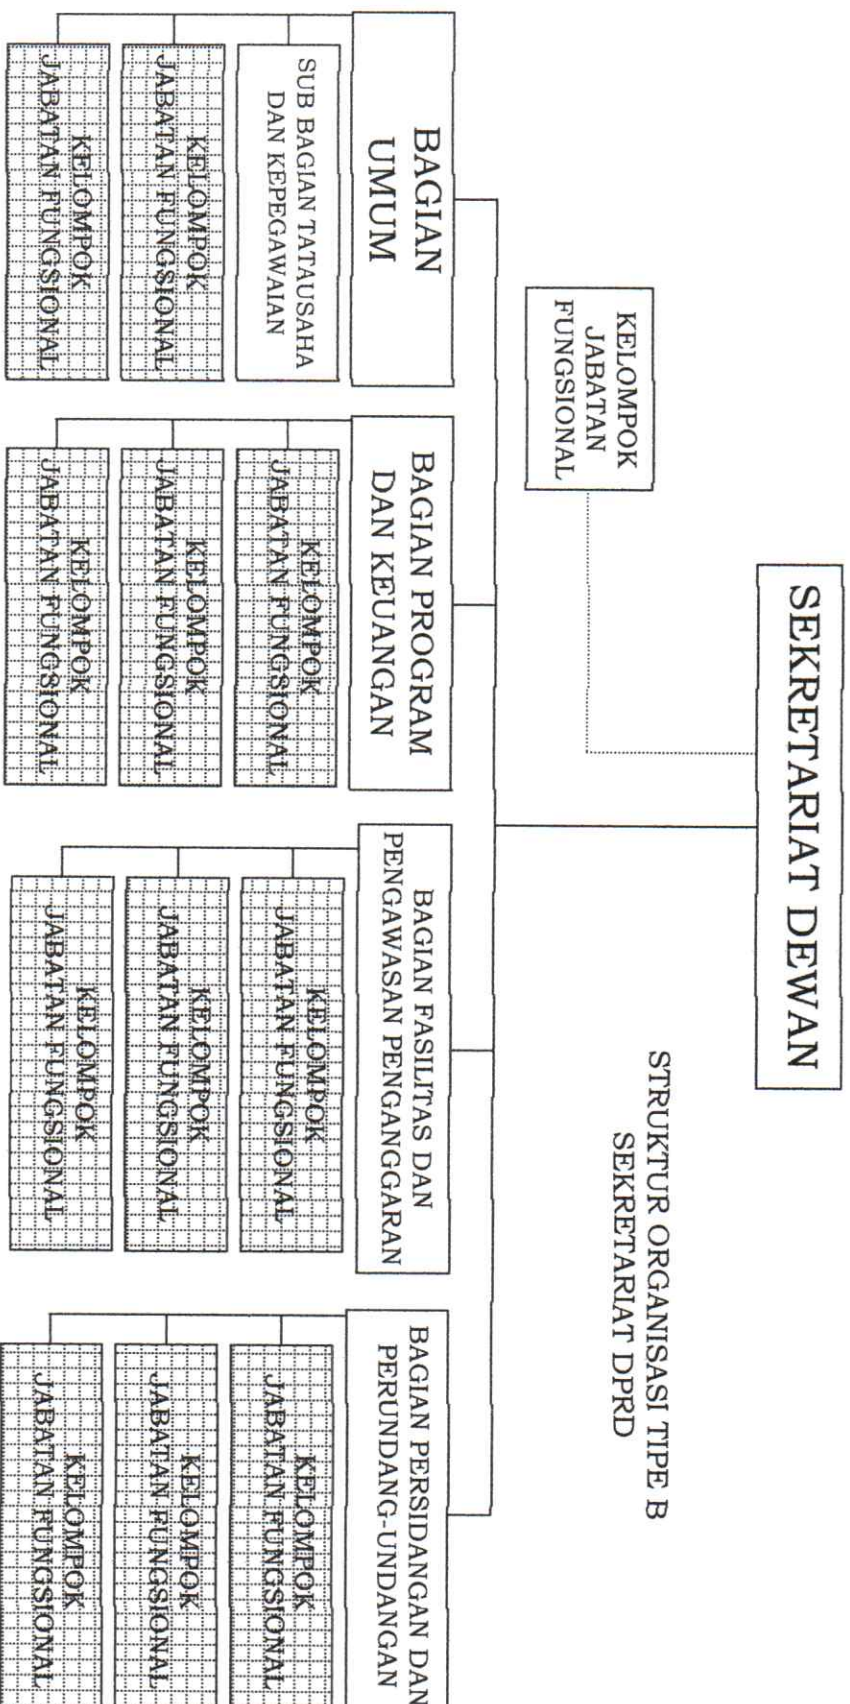 SEKRETARIAT DEWAN
STRUKTUR ORGANISASI TIPE B
SEKRETARIAT DPRD
KELOMPOK
JABATAN
FUNGSIONAL
BAGIAN
UMUM
SUB BAGIAN TATAUSAHA
DAN KEPEGAWAIAN
KELOMPOK
JABATAN FUNGSIONAL
KELOMPOK
JABATAN FUNGSIONAL
BAGIAN PROGRAM
DAN KEUANGAN
KELOMPOK
JABATAN FUNGSIONAL
KELOMPOK
JABATAN FUNGSIONAL
KELOMPOK
JABATAN FUNGSIONAL
BAGIAN FASILITAS DAN
PENGAWASAN PENGANGGARAN
KELOMPOK
JABATAN FUNGSIONAL
KELOMPOK
JABATAN FUNGSIONAL
KELOMPOK
JABATAN FUNGSIONAL
BAGIAN PERSIDANGAN DAN
PERUNDANG-UNDANGAN
KELOMPOK
JABATAN FUNGSIONAL
KELOMPOK
JABATAN FUNGSIONAL
KELOMPOK
JABATAN FUNGSIONAL